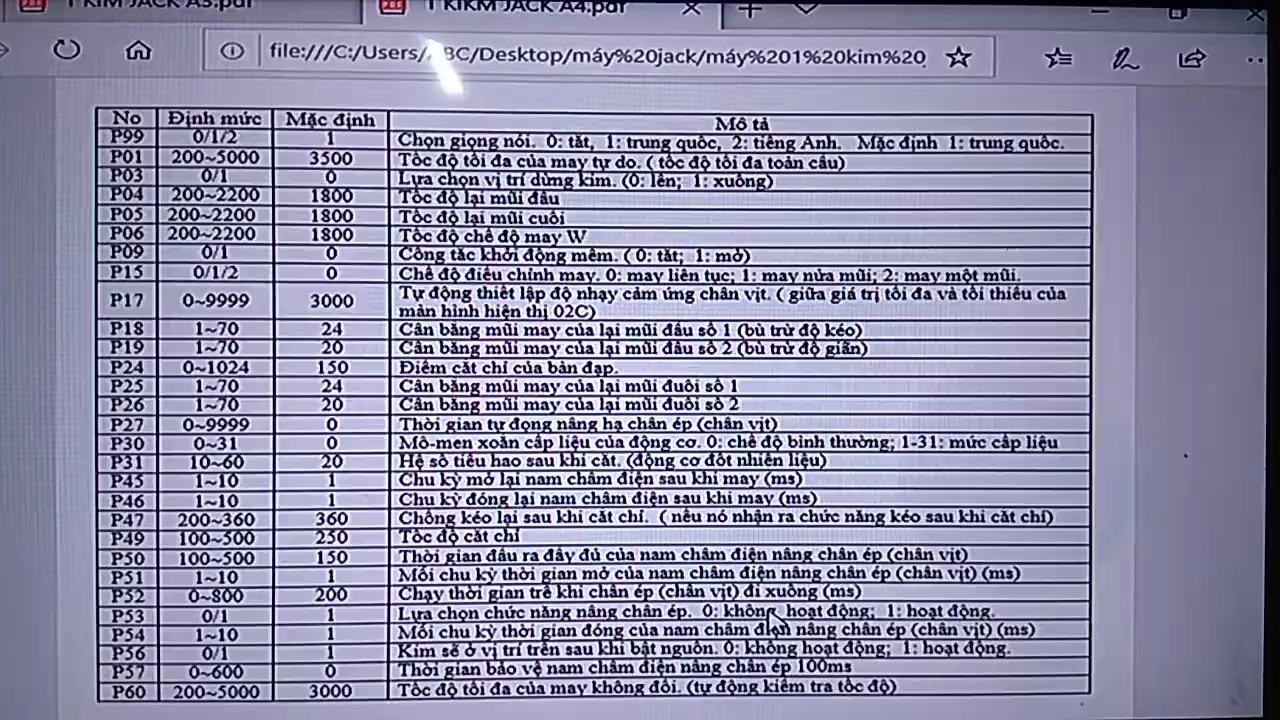 1 KIM JACK A5.pdf
1 KIKM JACK A4.pdf
file:///C:/Users/ABC/Desktop/máy%20jack/máy%201%20kim%20
No Định mức Mặc định Mô tả
P99 0/1/2 1 Chọn giọng nói. 0: tắt, 1: trung quốc, 2: tiếng Anh. Mặc định 1: trung quốc.
P01 200~5000 3500 Tốc độ tối đa của may tự do. ( tốc độ tối đa toàn cầu)
P03 0/1 0 Lựa chọn vị trí dừng kim. (0: lên; 1: xuống)
P04 200~2200 1800 Tốc độ lại mũi đầu
P05 200~2200 1800 Tốc độ lại mũi cuối
P06 200~2200 1800 Tốc độ chế độ may W
P09 0/1 0 Công tắc khởi động mềm. ( 0: tắt; 1: mở)
P15 0/1/2 0 Chế độ điều chỉnh may. 0: may liên tục; 1: may nửa mũi; 2: may một mũi.
P17 0~9999 3000 Tự động thiết lập độ nhạy cảm ứng chân vịt. ( giữa giá trị tối đa và tối thiểu của
màn hình hiện thị 02C)
P18 1~70 24 Cân bằng mũi may của lại mũi đầu số 1 (bù trừ độ kéo)
P19 1~70 20 Cân bằng mũi may của lại mũi đầu số 2 (bù trừ độ giãn)
P24 0~1024 150 Điểm cắt chỉ của bàn đạp.
P25 1~70 24 Cân bằng mũi may của lại mũi đuôi số 1
P26 1~70 20 Cân bằng mũi may của lại mũi đuôi số 2
P27 0~9999 0 Thời gian tự đọng nâng hạ chân ép (chân vịt)
P30 0~31 0 Mô-men xoắn cấp liệu của động cơ. 0: chế độ bình thường; 1-31: mức cấp liệu
P31 10~60 20 Hệ số tiêu hao sau khi cắt. (động cơ đốt nhiên liệu)
P45 1~10 1 Chu kỳ mở lại nam châm điện sau khi may (ms)
P46 1~10 1 Chu kỳ đóng lại nam châm điện sau khi may (ms)
P47 200~360 360 Chống kéo lại sau khi cắt chỉ. ( nếu nó nhận ra chức năng kéo sau khi cắt chỉ)
P49 100~500 250 Tốc độ cắt chỉ
P50 100~500 150 Thời gian đầu ra đầy đủ của nam châm điện nâng chân ép (chân vịt)
P51 1~10 1 Mỗi chu kỳ thời gian mở của nam châm điện nâng chân ép (chân vịt) (ms)
P52 0~800 200 Chạy thời gian trễ khi chân ép (chân vịt) đi xuống (ms)
P53 0/1 1 Lựa chọn chức năng nâng chân ép. 0: không hoạt động; 1: hoạt động.
P54 1~10 1 Mỗi chu kỳ thời gian đóng của nam châm điện nâng chân ép (chân vịt) (ms)
P56 0/1 1 Kim sẽ ở vị trí trên sau khi bật nguồn. 0: không hoạt động; 1: hoạt động.
P57 0~600 0 Thời gian bảo vệ nam châm điện nâng chân ép 100ms
P60 200~5000 3000 Tốc độ tối đa của may không đổi. (tự động kiểm tra tốc độ)